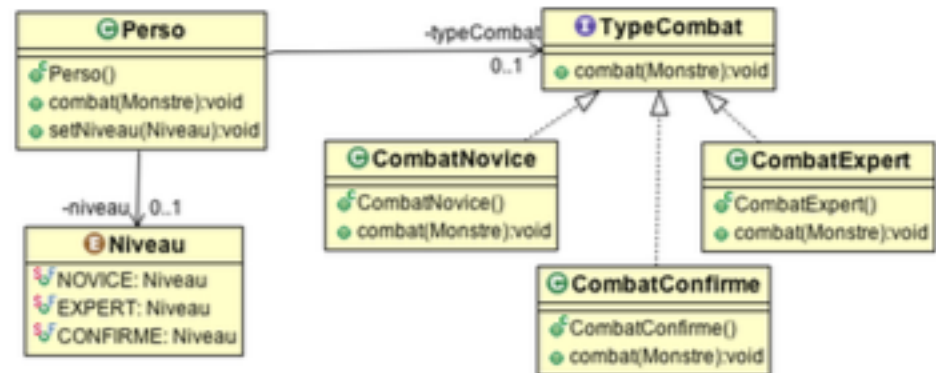 Perso
Perso()
combat(Monstre):void
setNiveau(Niveau):void
-typeCombat
0..1
TypeCombat
combat(Monstre):void
CombatNovice
CombatNovice()
combat(Monstre):void
CombatExpert
CombatExpert()
combat(Monstre):void
-niveau
0..1
Niveau
NOVICE: Niveau
EXPERT: Niveau
CONFIRME: Niveau
CombatConfirme
CombatConfirme()
combat(Monstre):void